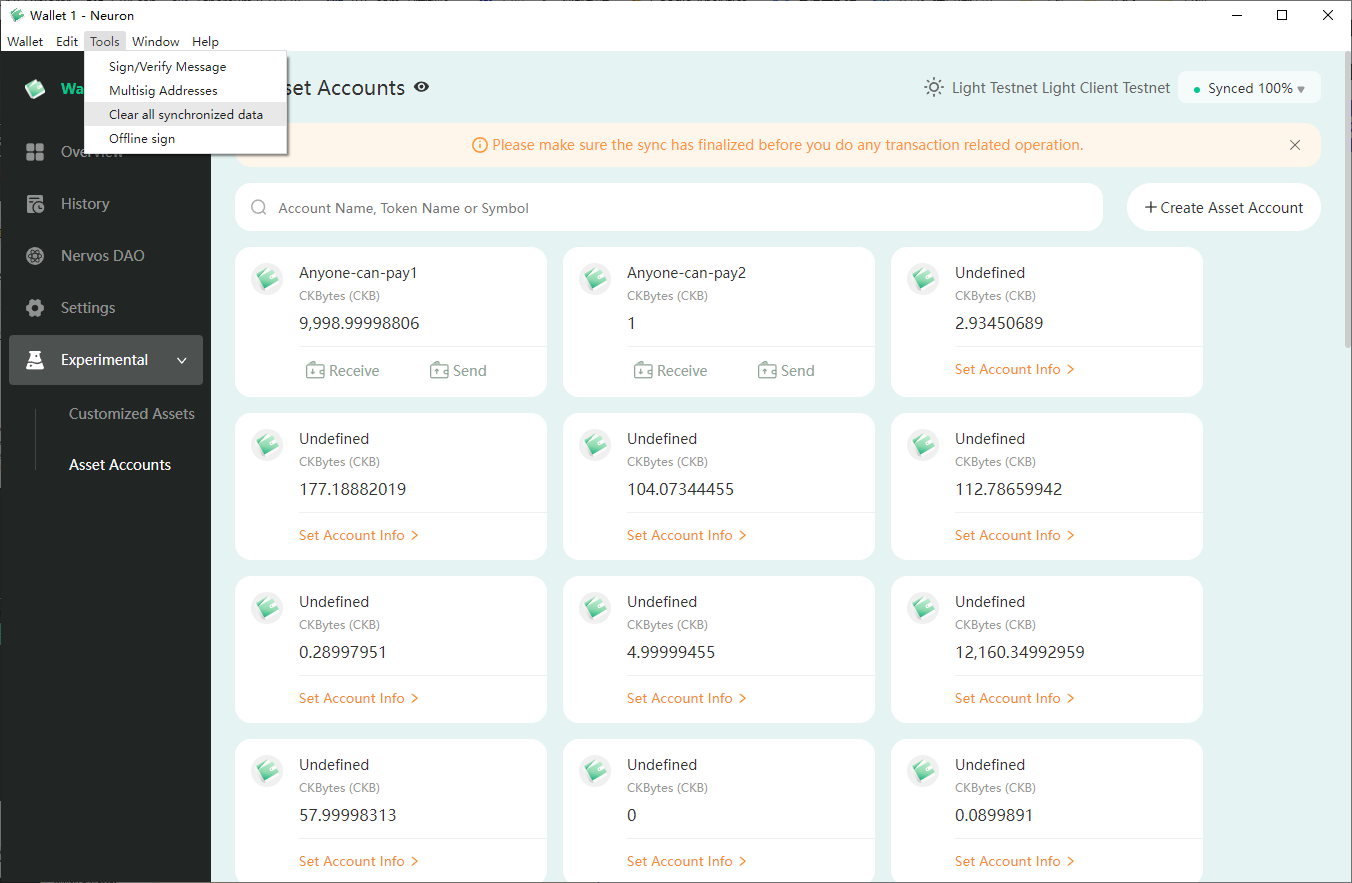 Wallet 1 - Neuron
Wallet Edit Tools Window Help
Sign/Verify Message
Multisig Addresses
Clear all synchronized data
Offline sign
Wa
set Accounts
Light Testnet Light Client Testnet
Synced 100%
Please make sure the sync has finalized before you do any transaction related operation.
Overview
History
Nervos DAO
Settings
Experimental
Customized Assets
Asset Accounts
Account Name, Token Name or Symbol
+ Create Asset Account
Anyone-can-pay1
CKBytes (CKB)
9,998.99998806
Receive Send
Anyone-can-pay2
CKBytes (CKB)
1
Receive Send
Undefined
CKBytes (CKB)
2.93450689
Set Account Info >
Undefined
CKBytes (CKB)
177.18882019
Set Account Info >
Undefined
CKBytes (CKB)
104.07344455
Set Account Info >
Undefined
CKBytes (CKB)
112.78659942
Set Account Info >
Undefined
CKBytes (CKB)
0.28997951
Set Account Info >
Undefined
CKBytes (CKB)
4.99999455
Set Account Info >
Undefined
CKBytes (CKB)
12,160.34992959
Set Account Info >
Undefined
CKBytes (CKB)
57.99998313
Set Account Info >
Undefined
CKBytes (CKB)
0
Set Account Info >
Undefined
CKBytes (CKB)
0.0899891
Set Account Info >